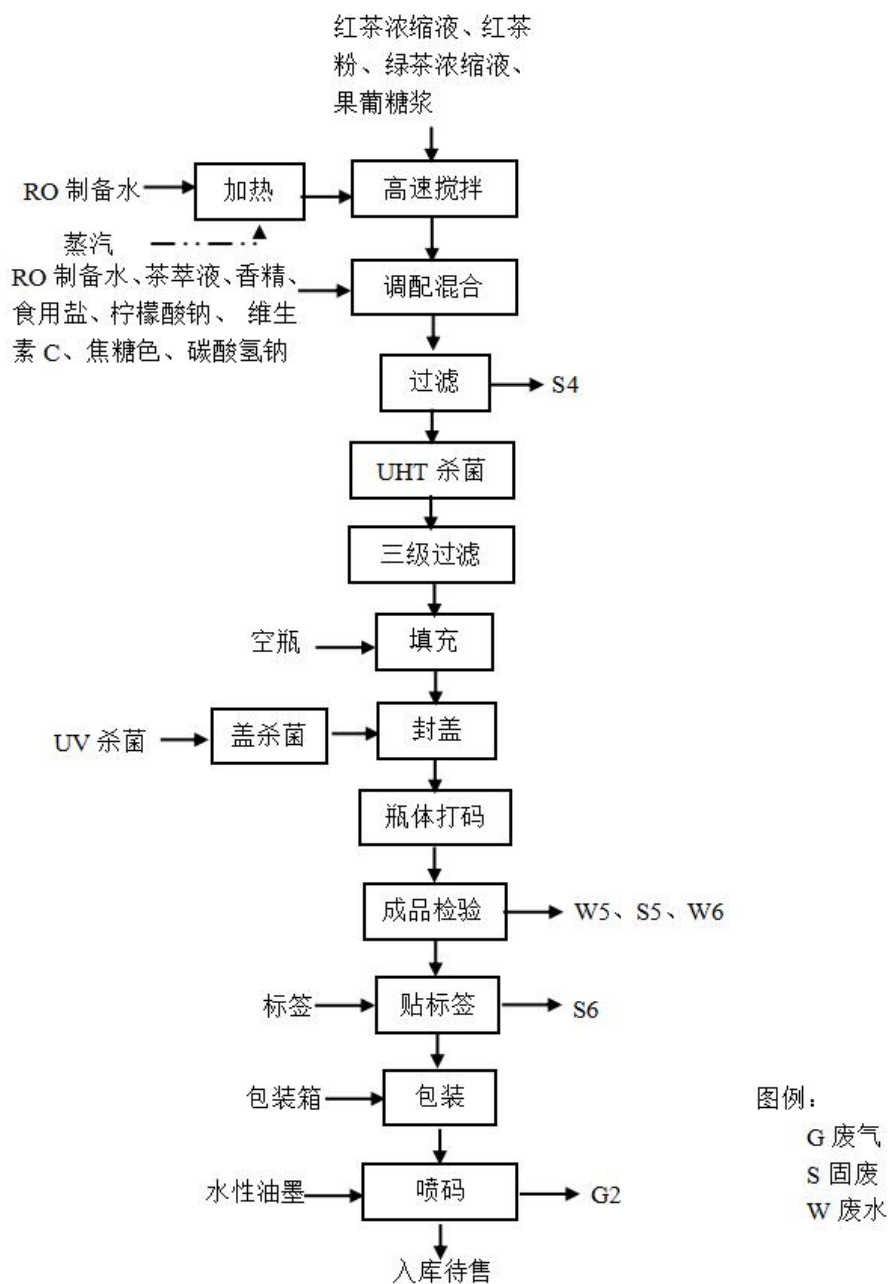 红茶浓缩液、红茶
粉、绿茶浓缩液、
果葡糖浆
RO 制备水
加热
高速搅拌
蒸汽
RO 制备水、茶萃液、香精、
食用盐、柠檬酸钠、 维生
素 C、焦糖色、碳酸氢钠
调配混合
过滤
S4
UHT 杀菌
三级过滤
空瓶
填充
UV 杀菌
盖杀菌
封盖
瓶体打码
成品检验
W5、S5、W6
标签
贴标签
S6
包装箱
包装
图例：
G 废气
S 固废
W 废水
水性油墨
喷码
G2
入库待售